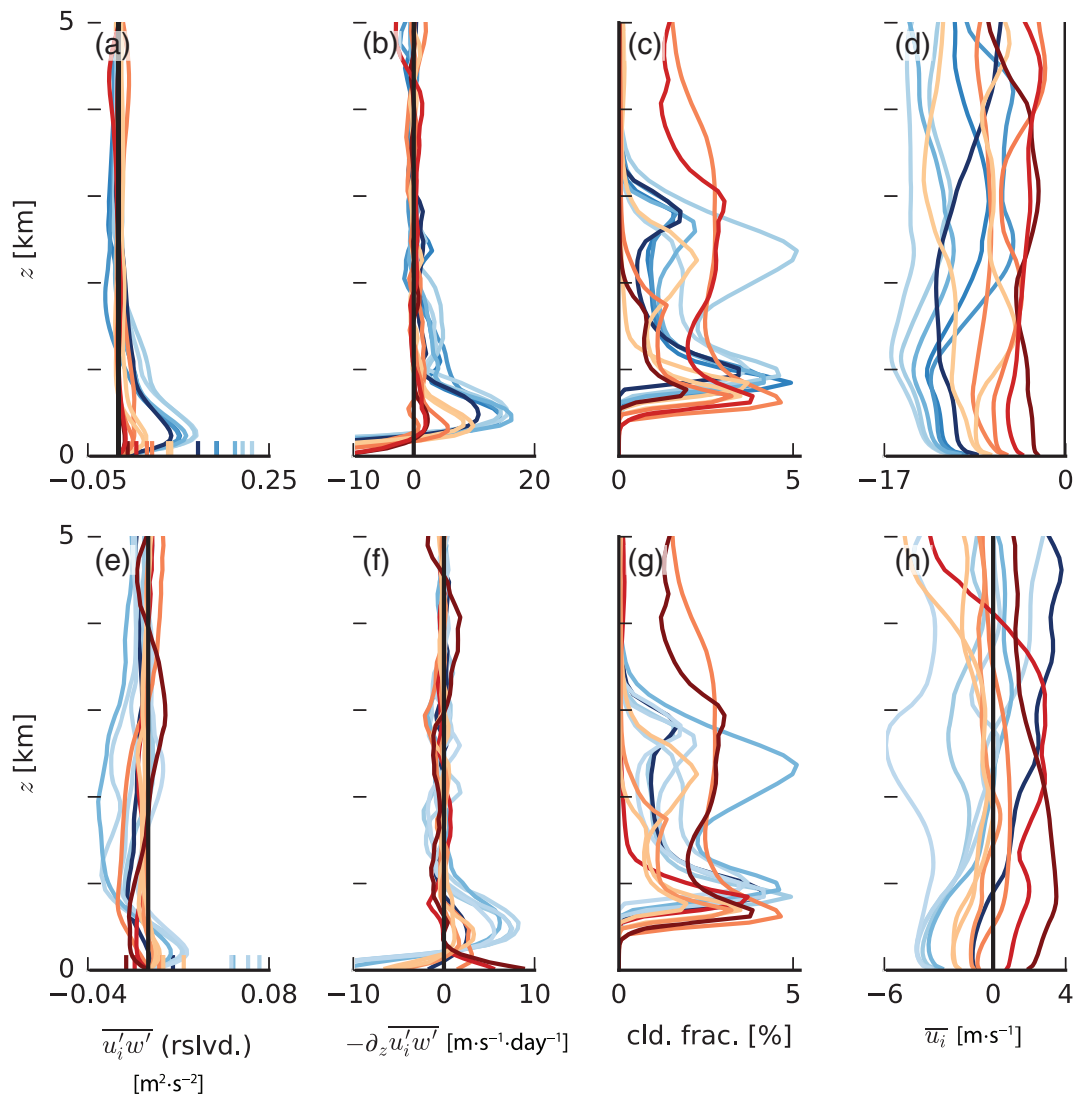 5
(a) (b) (c) (d)
z [km]
0
−0.05 0.25 −10 0 20 0 5 −17 0
5
(e) (f) (g) (h)
z [km]
0
−0.04 0.08 −10 0 10 0 5 −6 0 4
u′ᵢw′ (rslvd.) −∂zu′ᵢw′ [m·s⁻¹·day⁻¹] cld. frac. [%] uᵢ [m·s⁻¹]
[m²·s⁻²]